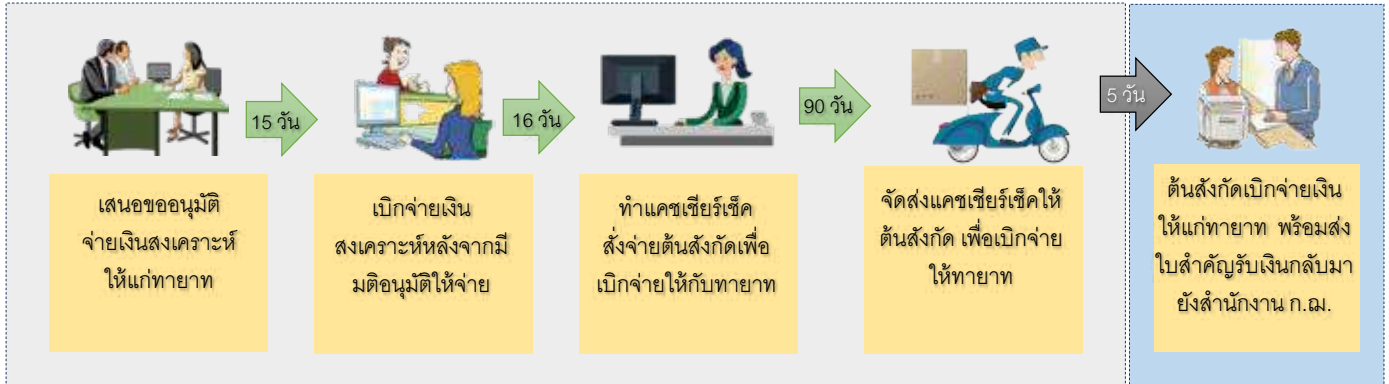 15 วัน
16 วัน
90 วัน
5 วัน
เสนอขออนุมัติ
จ่ายเงินสงเคราะห์
ให้แก่ทายาท
เบิกจ่ายเงิน
สงเคราะห์หลังจากมี
มติอนุมัติให้จ่าย
ทำแคชเชียร์เช็ค
สั่งจ่ายต้นสังกัดเพื่อ
เบิกจ่ายให้กับทายาท
จัดส่งแคชเชียร์เช็คให้
ต้นสังกัด เพื่อเบิกจ่าย
ให้ทายาท
ต้นสังกัดเบิกจ่ายเงิน
ให้แก่ทายาท พร้อมส่ง
ใบสำคัญรับเงินกลับมา
ยังสำนักงาน ก.ฌ.